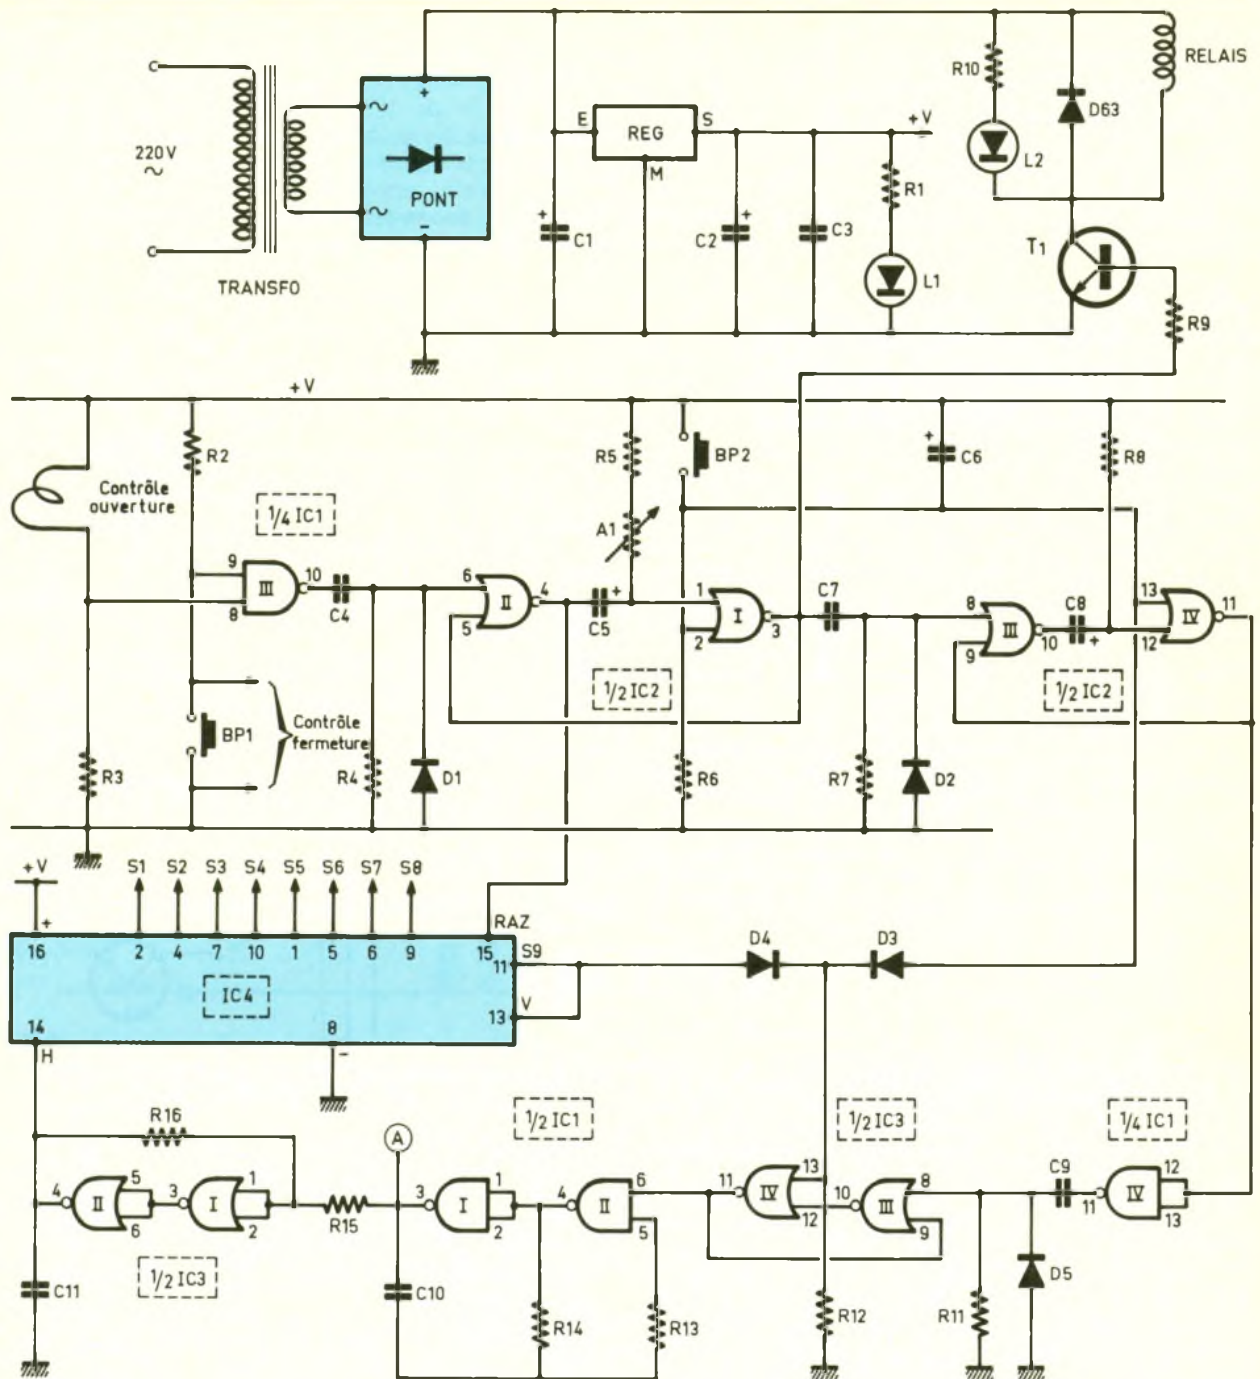 220V
~
TRANSFO
+
~
PONT
~
-
E
REG
S
M
+V
+
C1
+
C2
C3
R1
L1
R10
L2
D63
RELAIS
T1
R9
+V
Contrôle
ouverture
R2
1/4 IC1
9
8
III
10
C4
R3
BP1
Contrôle
fermeture
R4
D1
6
5
II
4
R5
A1
C5
+
BP2
1
2
I
3
1/2 IC2
R6
+
C6
C7
R7
D2
8
9
III
10
C8
+
R8
13
12
IV
11
1/2 IC2
+V
S1
S2
S3
S4
S5
S6
S7
S8
RAZ
+
16
2
4
7
10
1
5
6
9
15
11
S9
IC4
V
13
14
8
H
-
D4
D3
R16
4
II
5
6
3
I
1
2
1/2 IC3
C11
R15
A
3
I
1
2
C10
1/2 IC1
4
II
6
5
R14
R13
1/2 IC3
11
IV
13
12
10
III
8
9
R12
R11
D5
C9
1/4 IC1
11
IV
12
13